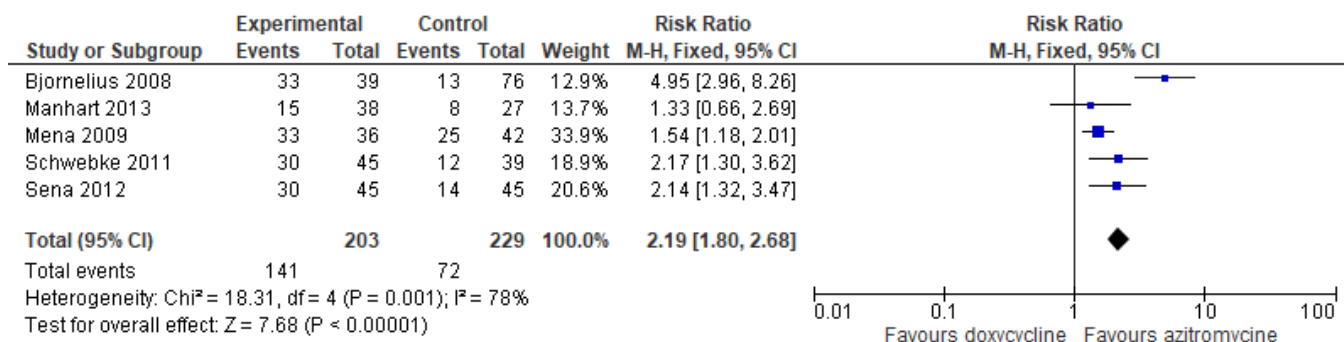 Experimental Control Risk Ratio Risk Ratio
Study or Subgroup Events Total Events Total Weight M-H, Fixed, 95% CI M-H, Fixed, 95% CI
Bjornelius 2008 33 39 13 76 12.9% 4.95 [2.96, 8.26]
Manhart 2013 15 38 8 27 13.7% 1.33 [0.66, 2.69]
Mena 2009 33 36 25 42 33.9% 1.54 [1.18, 2.01]
Schwebke 2011 30 45 12 39 18.9% 2.17 [1.30, 3.62]
Sena 2012 30 45 14 45 20.6% 2.14 [1.32, 3.47]
Total (95% CI) 203 229 100.0% 2.19 [1.80, 2.68]
Total events 141 72
Heterogeneity: Chi² = 18.31, df = 4 (P = 0.001); I² = 78%
Test for overall effect: Z = 7.68 (P < 0.00001)
0.01 0.1 1 10 100
Favours doxycycline Favours azitromycine